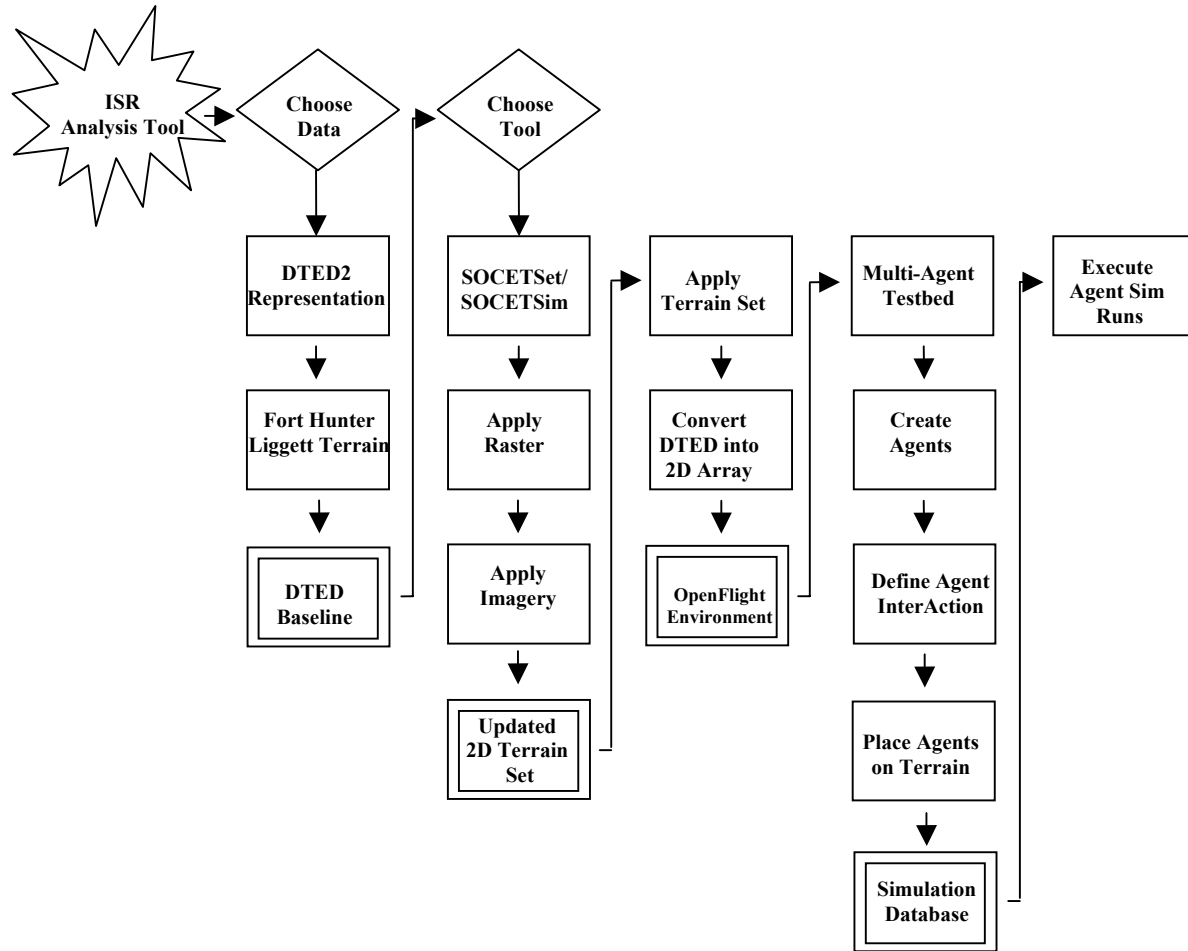 ISR
Analysis Tool
Choose
Data
Choose
Tool
DTED2
Representation
Fort Hunter
Liggett Terrain
DTED
Baseline
SOCETSet/
SOCETSim
Apply
Raster
Apply
Imagery
Updated
2D Terrain
Set
Apply
Terrain Set
Convert
DTED into
2D Array
OpenFlight
Environment
Multi-Agent
Testbed
Create
Agents
Define Agent
InterAction
Place Agents
on Terrain
Simulation
Database
Execute
Agent Sim
Runs